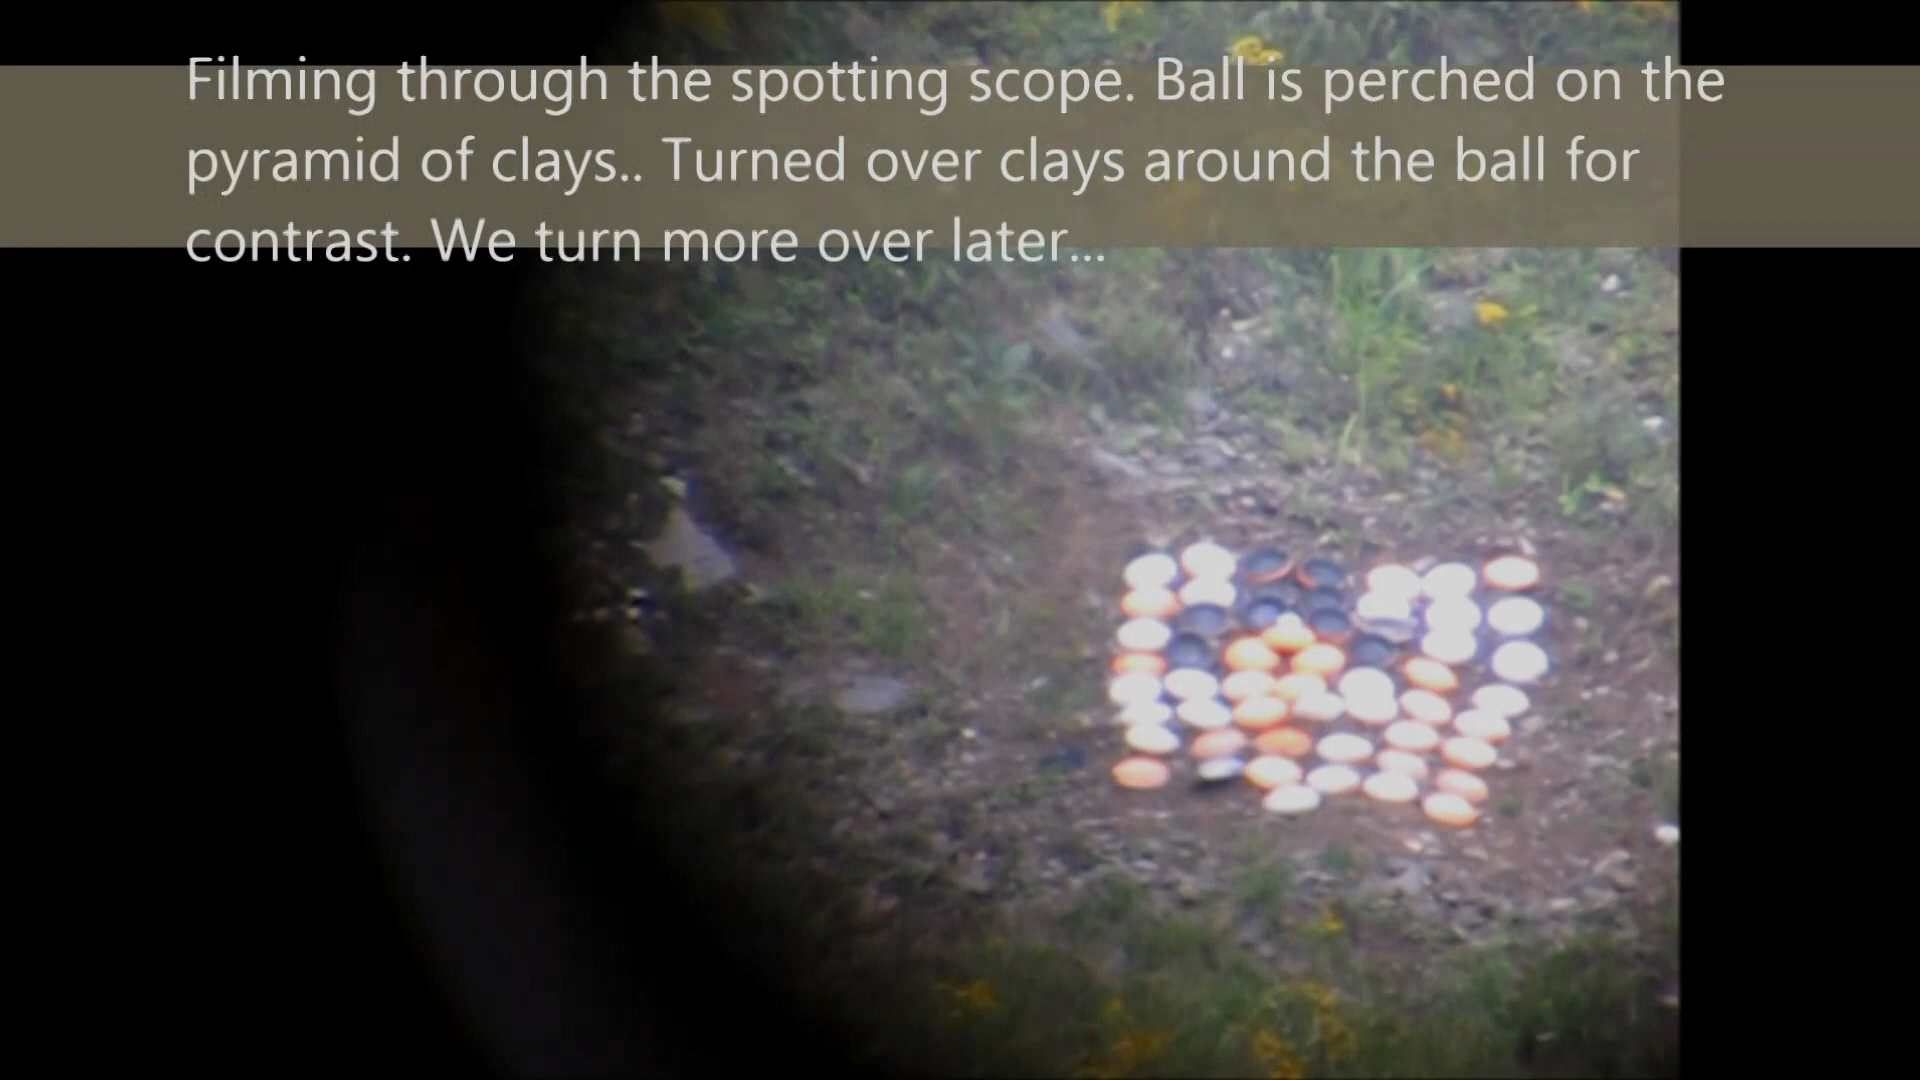 Filming through the spotting scope. Ball is perched on the
pyramid of clays.. Turned over clays around the ball for
contrast. We turn more over later...